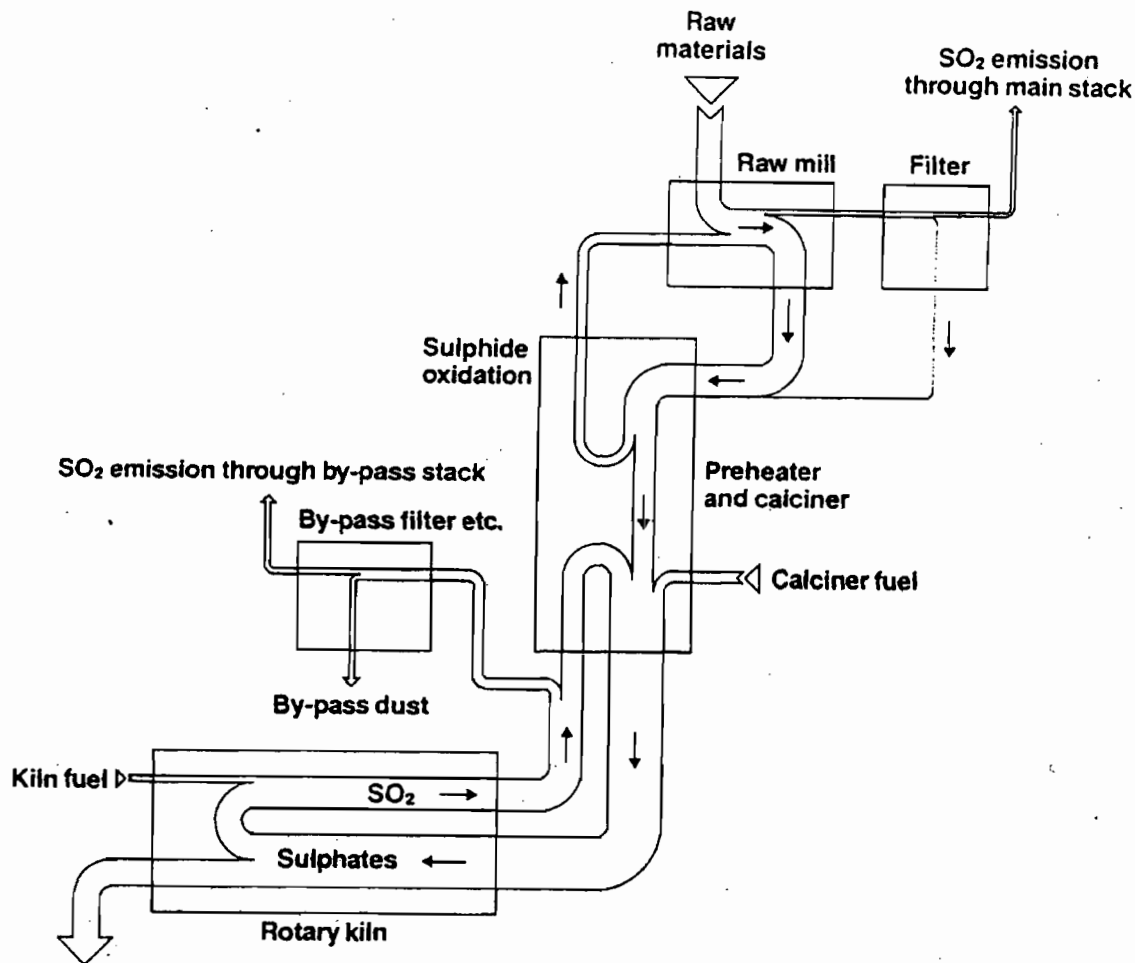 Raw
materials
SO₂ emission
through main stack
Raw mill
Filter
Sulphide
oxidation
SO₂ emission through by-pass stack
Preheater
and calciner
By-pass filter etc.
Calciner fuel
By-pass dust
Kiln fuel
SO₂
Sulphates
Rotary kiln